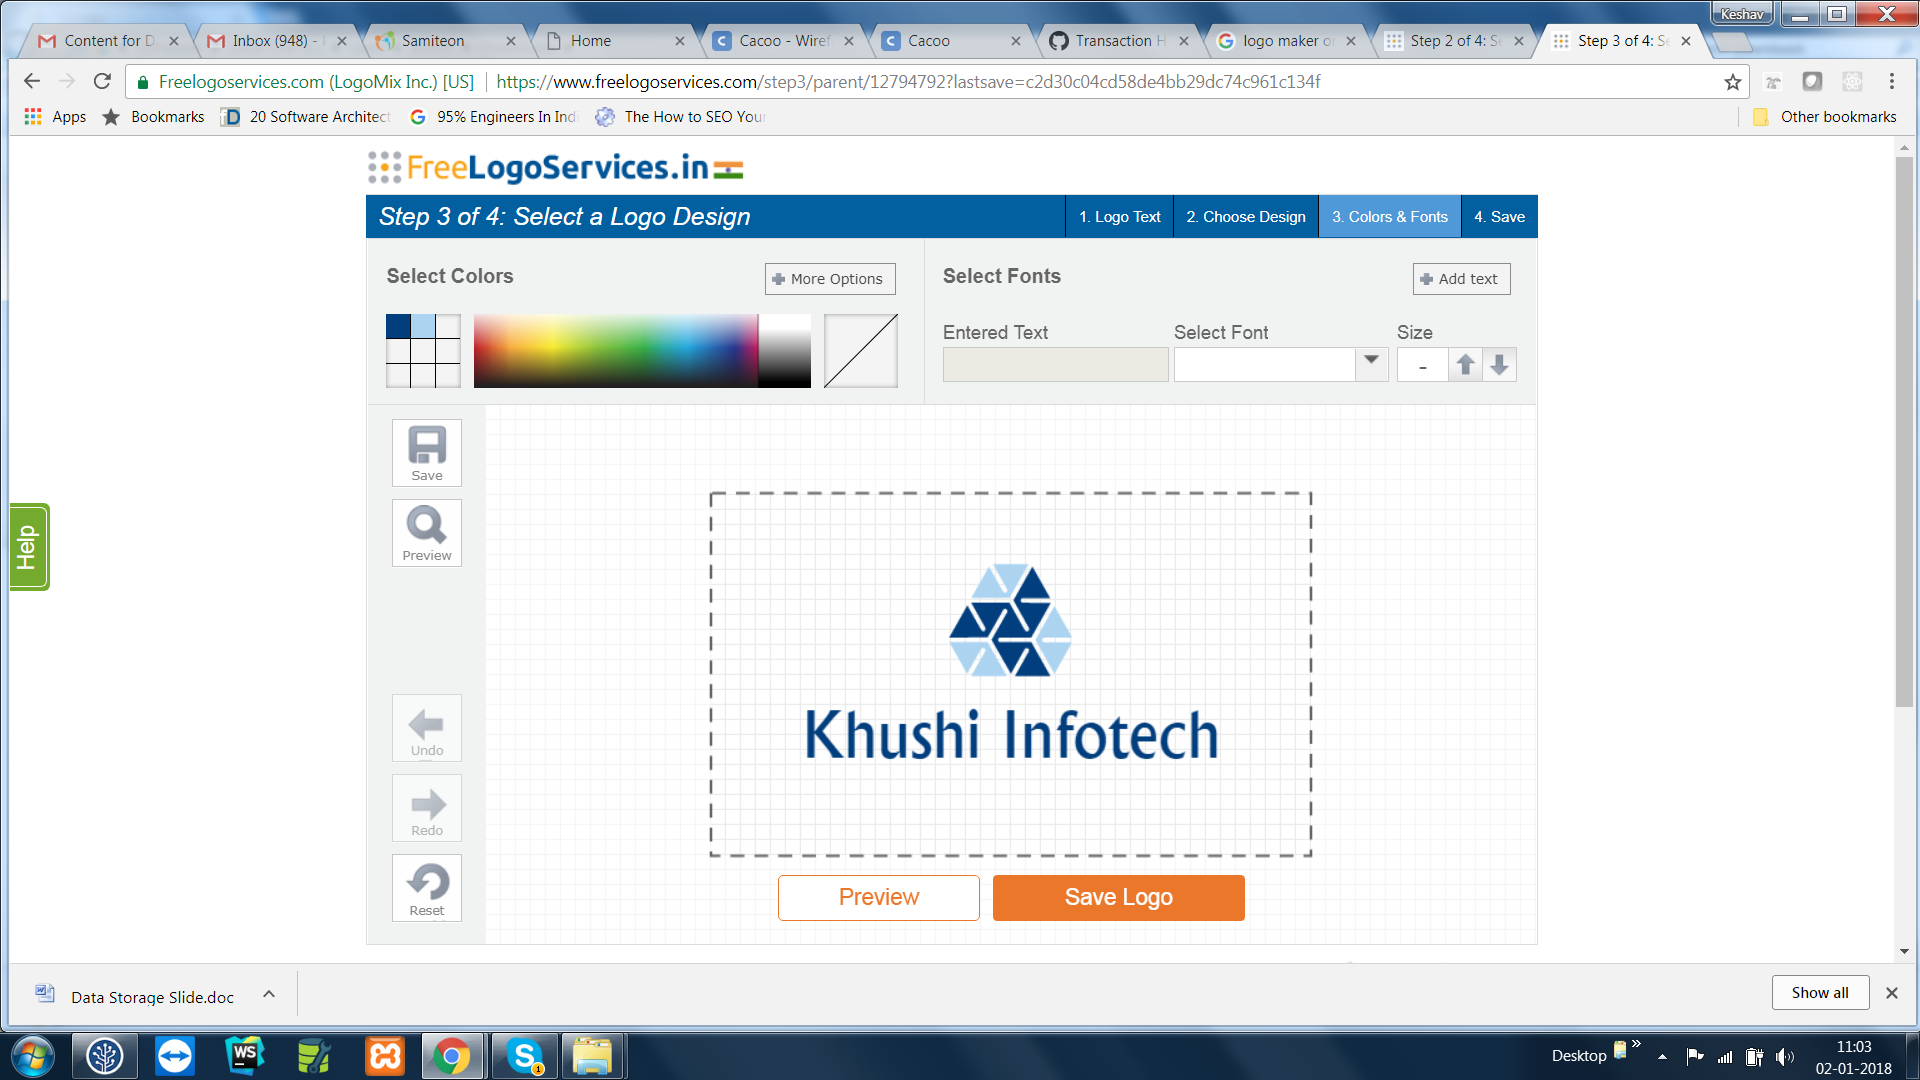 Keshav
Content for D
Inbox (948) -
Samiteon
Home
Cacoo - Wiref
Cacoo
Transaction H
logo maker o
Step 2 of 4: Se
Step 3 of 4: Se
Freelogoservices.com (LogoMix Inc.) [US]
https://www.freelogoservices.com/step3/parent/12794792?lastsave=c2d30c04cd58de4bb29dc74c961c134f
Apps
Bookmarks
20 Software Architect
95% Engineers In Indi
The How to SEO Your
Other bookmarks
FreeLogoServices.in
Step 3 of 4: Select a Logo Design
1. Logo Text
2. Choose Design
3. Colors & Fonts
4. Save
Select Colors
More Options
Select Fonts
Add text
Entered Text
Select Font
Size
-
Save
Preview
Help
Undo
Redo
Reset
Khushi Infotech
Preview
Save Logo
Data Storage Slide.doc
Show all
WS
Desktop
11:03
02-01-2018